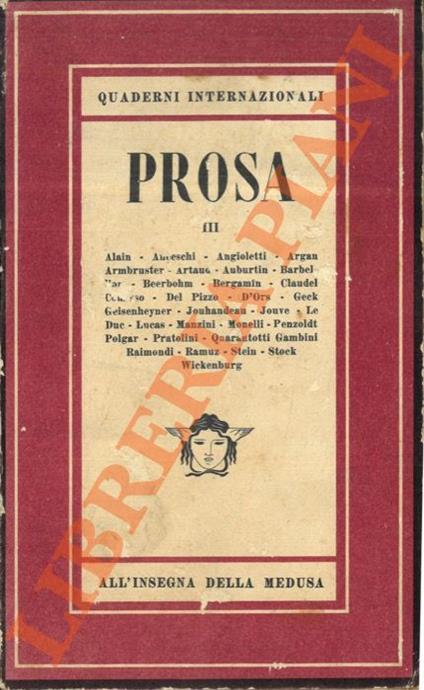 QUADERNI INTERNAZIONALI
PROSA
III
Alain - Anceschi - Angioletti - Argan
Armbruster - Artaud - Auburtin - Barbel-
- Beerbohm - Bergamin - Claudel
- Del Pizzo - D'Ors - Geck
Geisenheyner - Jouhandeau - Jouve - Le
Duc - Lucas - Manzini - Monelli - Penzoldt
Polgar - Pratolini - Quarantotti Gambini
Raimondi - Ramuz - Stein - Stock
Wickenburg
ALL'INSEGNA DELLA MEDUSA
LIBRERIA PIANI